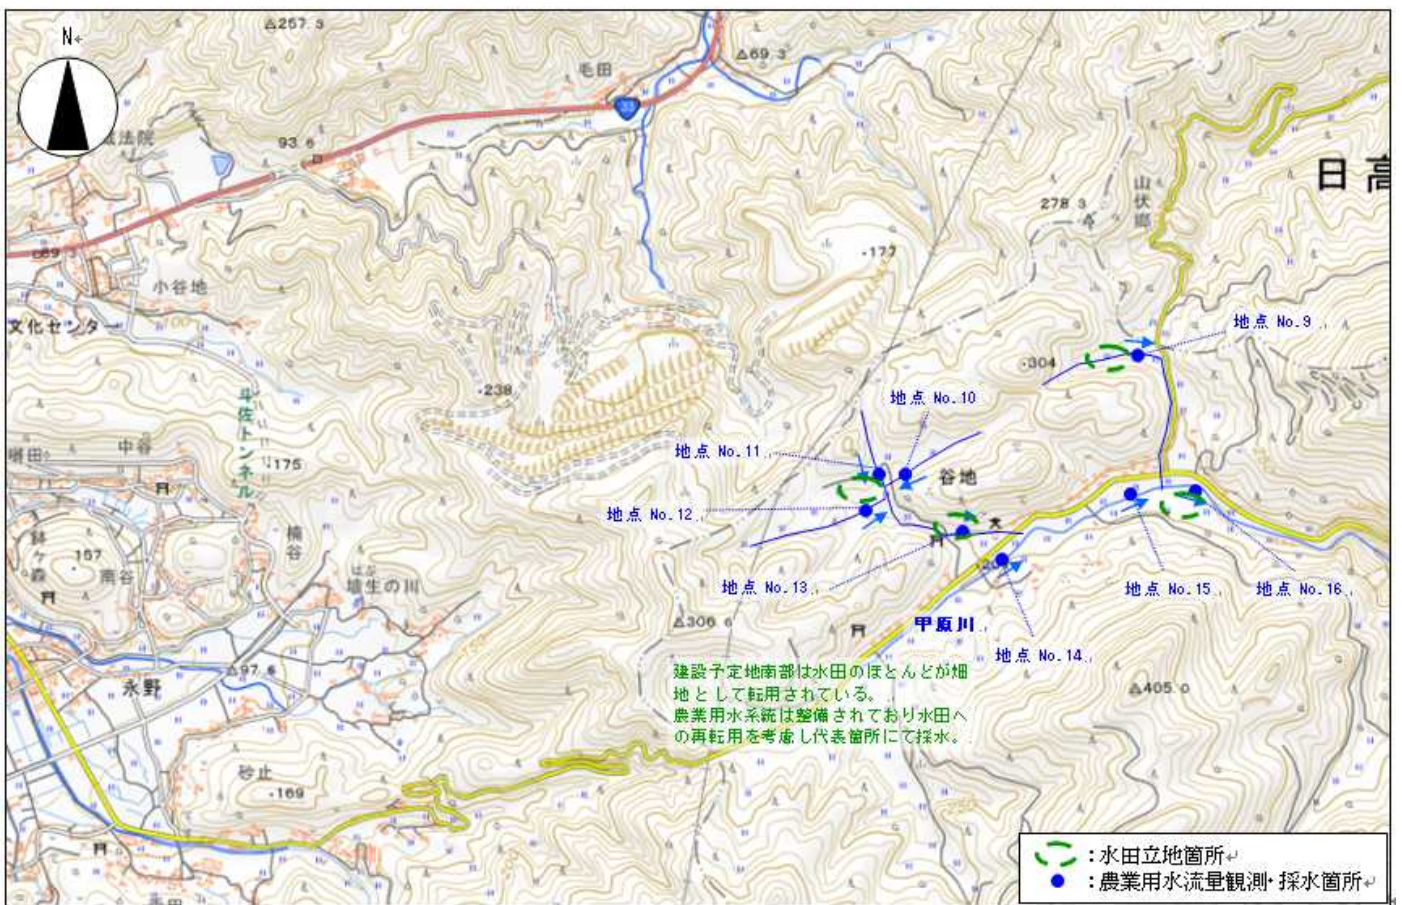 N
257.3
69.3
毛田
33
93.6
日高
山伏郷
278.3
177
小谷地
文化センター
地点 No.9
304
238
地点 No.10
斗佐トンネル
中谷
地点 No.11
谷地
175
地点 No.12
楠谷
鉢ヶ森
157
南谷
埴生の川
地点 No.13
地点 No.15
地点 No.16
306.6
甲原川
地点 No.14
建設予定地南部は水田のほとんどが畑
地として転用されている。
農業用水系統は整備されており水田へ
の再転用を考慮し代表箇所にて採水。
97.6
永野
405.0
砂止
169
:水田立地箇所
:農業用水流量観測・採水箇所